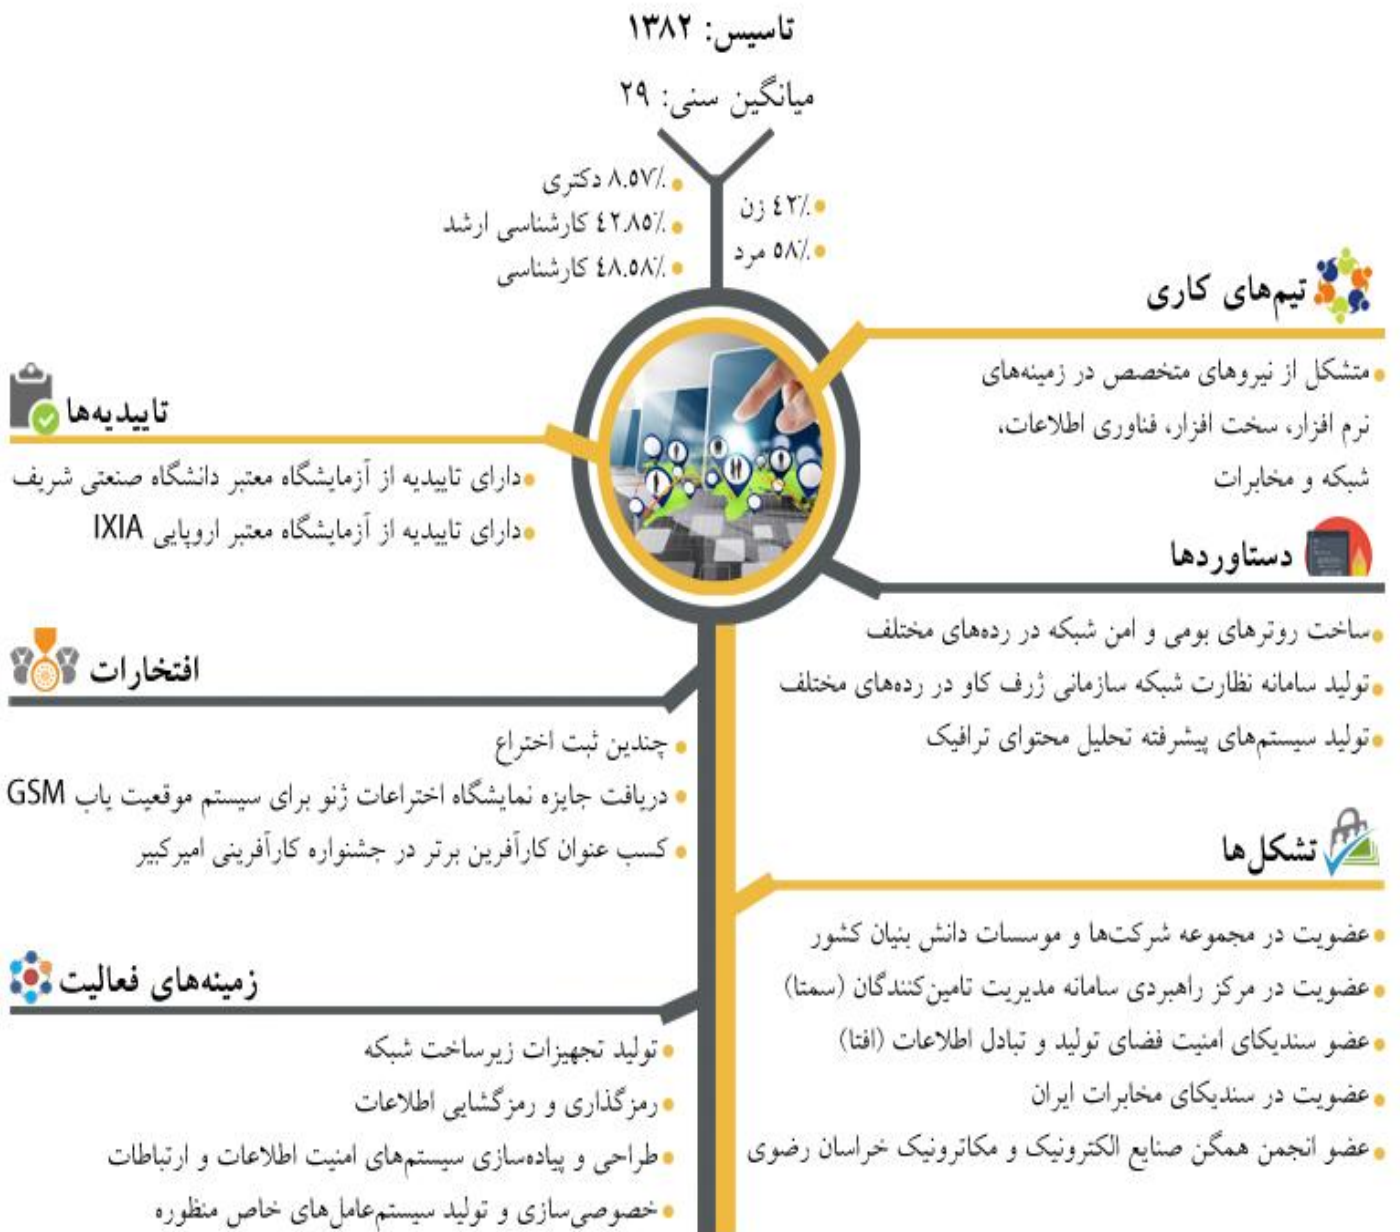 تاسیس: ۱۳۸۲
میانگین سنی: ۲۹
٪۴۲ زن
٪۵۸ مرد
٪۸.۵۷ دکتری
٪۴۲.۸۵ کارشناسی ارشد
٪۴۸.۵۸ کارشناسی
تیم‌های کاری
متشکل از نیروهای متخصص در زمینه‌های
نرم افزار، سخت افزار، فناوری اطلاعات،
شبکه و مخابرات
دستاوردها
ساخت روترهای بومی و امن شبکه در رده‌های مختلف
تولید سامانه نظارت شبکه سازمانی ژرف کاو در رده‌های مختلف
تولید سیستم‌های پیشرفته تحلیل محتوای ترافیک
تشکل‌ها
عضویت در مجموعه شرکت‌ها و موسسات دانش بنیان کشور
عضویت در مرکز راهبردی سامانه مدیریت تامین‌کنندگان (سمتا)
عضو سندیکای امنیت فضای تولید و تبادل اطلاعات (افتا)
عضویت در سندیکای مخابرات ایران
عضو انجمن همگن صنایع الکترونیک و مکاترونیک خراسان رضوی
تاییدیه‌ها
دارای تاییدیه از آزمایشگاه معتبر دانشگاه صنعتی شریف
دارای تاییدیه از آزمایشگاه معتبر اروپایی IXIA
افتخارات
چندین ثبت اختراع
دریافت جایزه نمایشگاه اختراعات ژنو برای سیستم موقعیت یاب GSM
کسب عنوان کارآفرین برتر در جشنواره کارآفرینی امیرکبیر
زمینه‌های فعالیت
تولید تجهیزات زیرساخت شبکه
رمزگذاری و رمزگشایی اطلاعات
طراحی و پیاده‌سازی سیستم‌های امنیت اطلاعات و ارتباطات
خصوصی‌سازی و تولید سیستم‌عامل‌های خاص منظوره